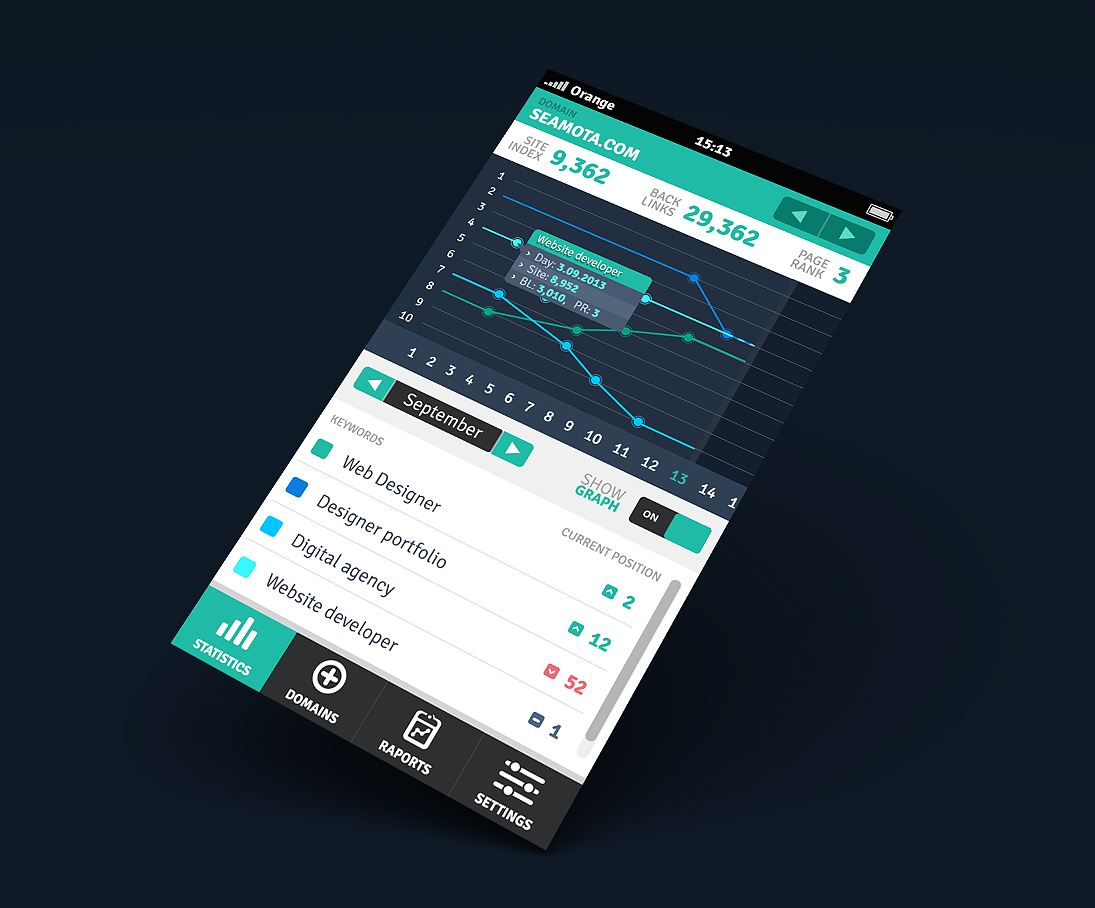 Orange
15:13
DOMAIN
SEAMOTA.COM
SITE INDEX 9,362
BACK LINKS 29,362
PAGE RANK 3
1
2
3
4
5
6
7
8
9
10
Website developer
› Day: 3.09.2013
› Site: 8,952
› BL: 3,010, PR: 3
1 2 3 4 5 6 7 8 9 10 11 12 13 14 1
September
SHOW
GRAPH
ON
KEYWORDS
CURRENT POSITION
Web Designer 2
Designer portfolio 12
Digital agency 52
Website developer 1
STATISTICS
DOMAINS
RAPORTS
SETTINGS